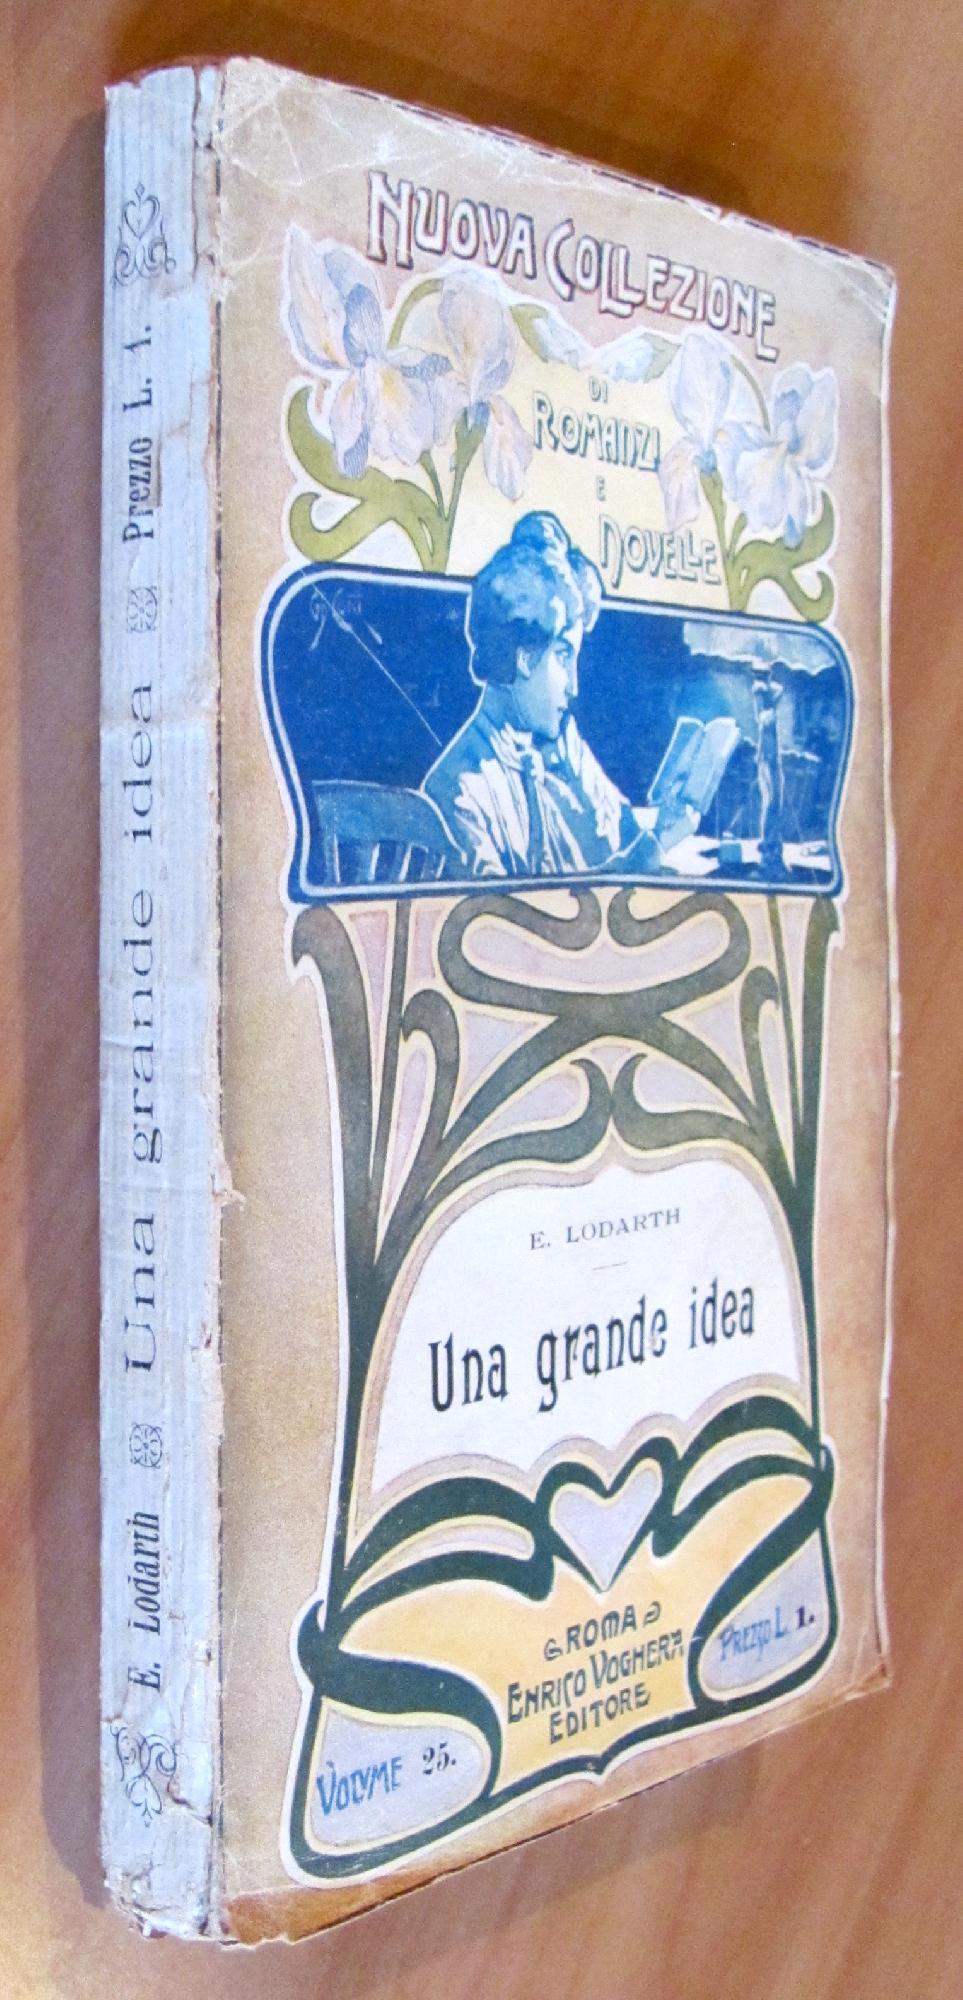 NUOVA COLLEZIONE
DI
ROMANZI
E
NOVELLE
E. LODARTH
Una grande idea
ROMA
ENRICO VOGHERA
EDITORE
PREZZO L. 1.
VOLVME 25.
E. Lodarth Una grande idea Prezzo L. 1.